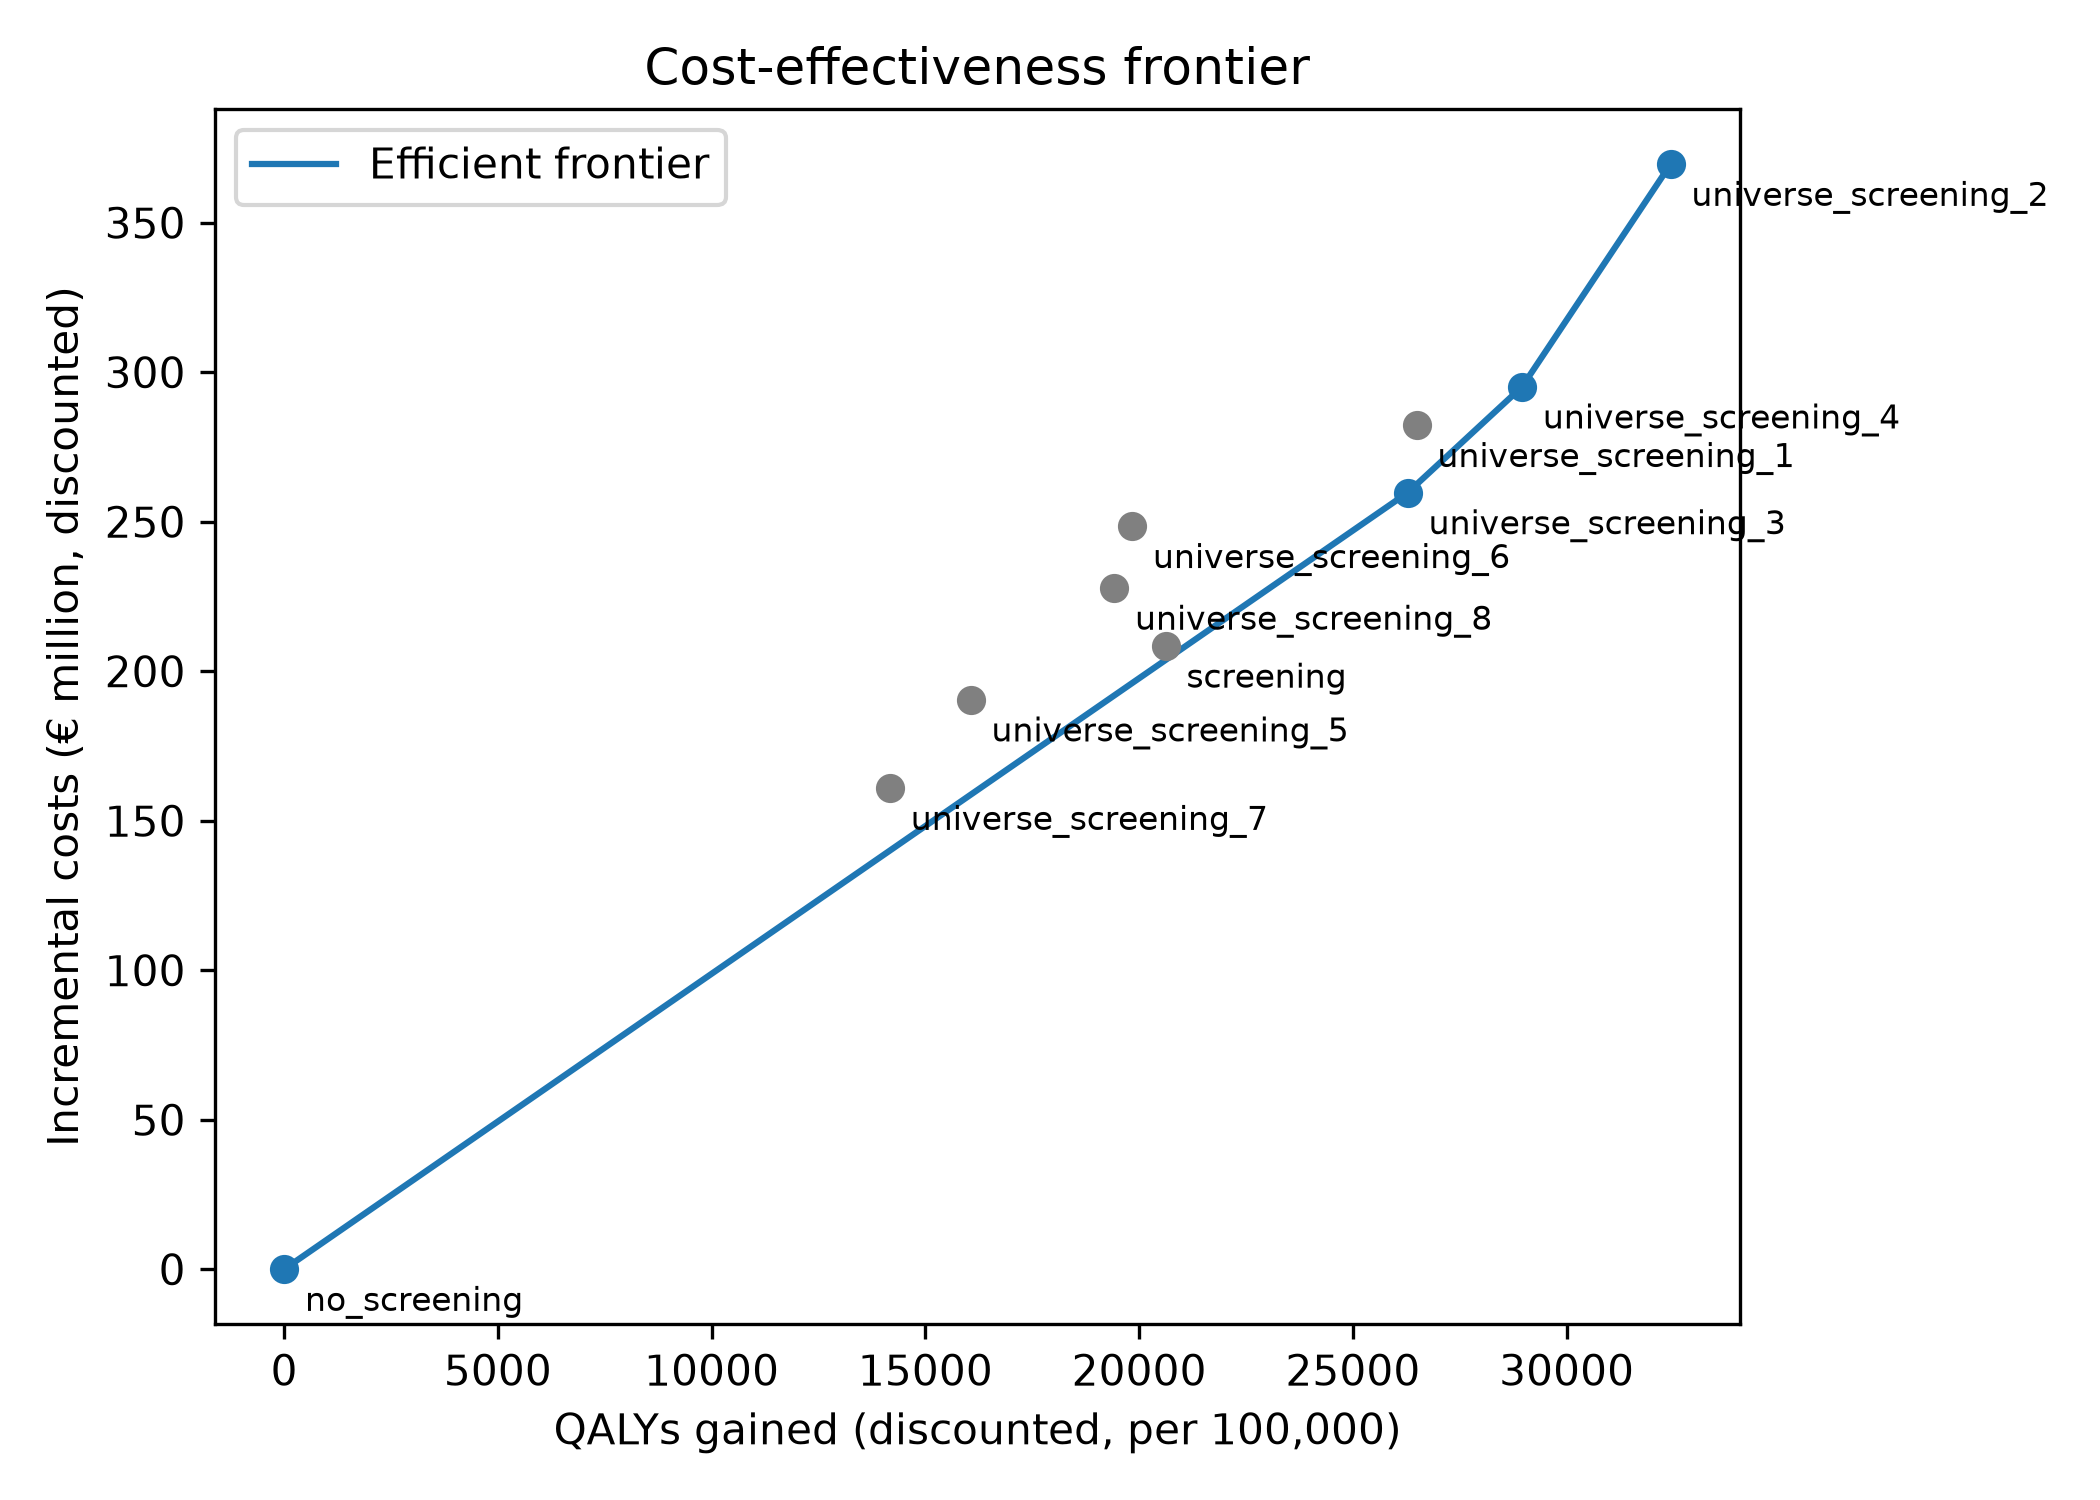 Cost-effectiveness frontier
Efficient frontier
Incremental costs (€ million, discounted)
350
300
250
200
150
100
50
0
universe_screening_2
universe_screening_4
universe_screening_1
universe_screening_3
universe_screening_6
universe_screening_8
screening
universe_screening_5
universe_screening_7
no_screening
0 5000 10000 15000 20000 25000 30000
QALYs gained (discounted, per 100,000)